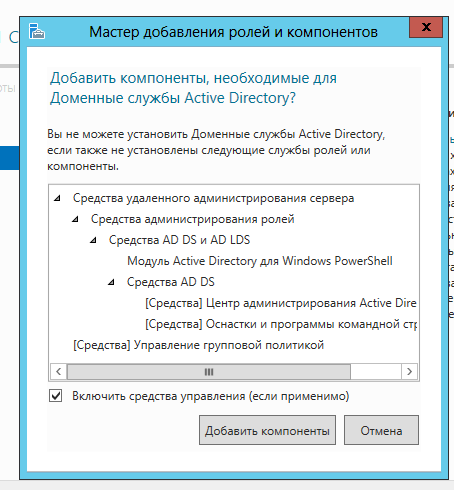 Мастер добавления ролей и компонентов
Добавить компоненты, необходимые для
Доменные службы Active Directory?
Вы не можете установить Доменные службы Active Directory,
если также не установлены следующие службы ролей или
компоненты.
Средства удаленного администрирования сервера
Средства администрирования ролей
Средства AD DS и AD LDS
Модуль Active Directory для Windows PowerShell
Средства AD DS
[Средства] Центр администрирования Active Dire
[Средства] Оснастки и программы командной стр
[Средства] Управление групповой политикой
Включить средства управления (если применимо)
Добавить компоненты
Отмена